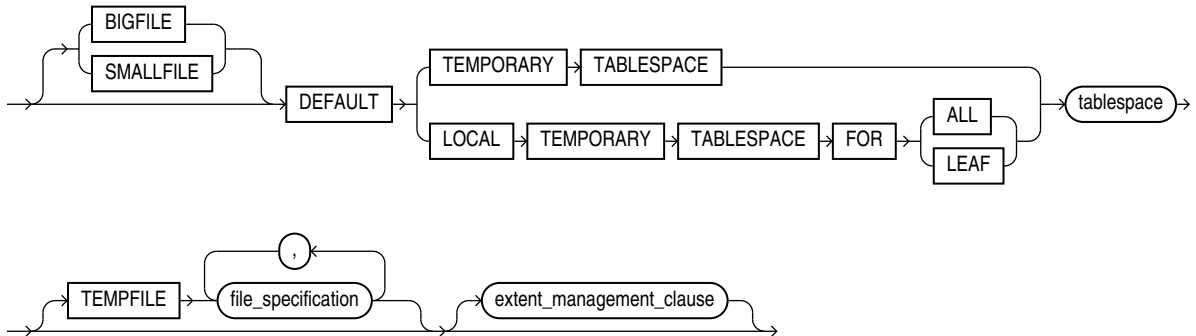 BIGFILE
SMALLFILE
DEFAULT
TEMPORARY TABLESPACE
LOCAL TEMPORARY TABLESPACE FOR
ALL
LEAF
tablespace
,
TEMPFILE file_specification extent_management_clause